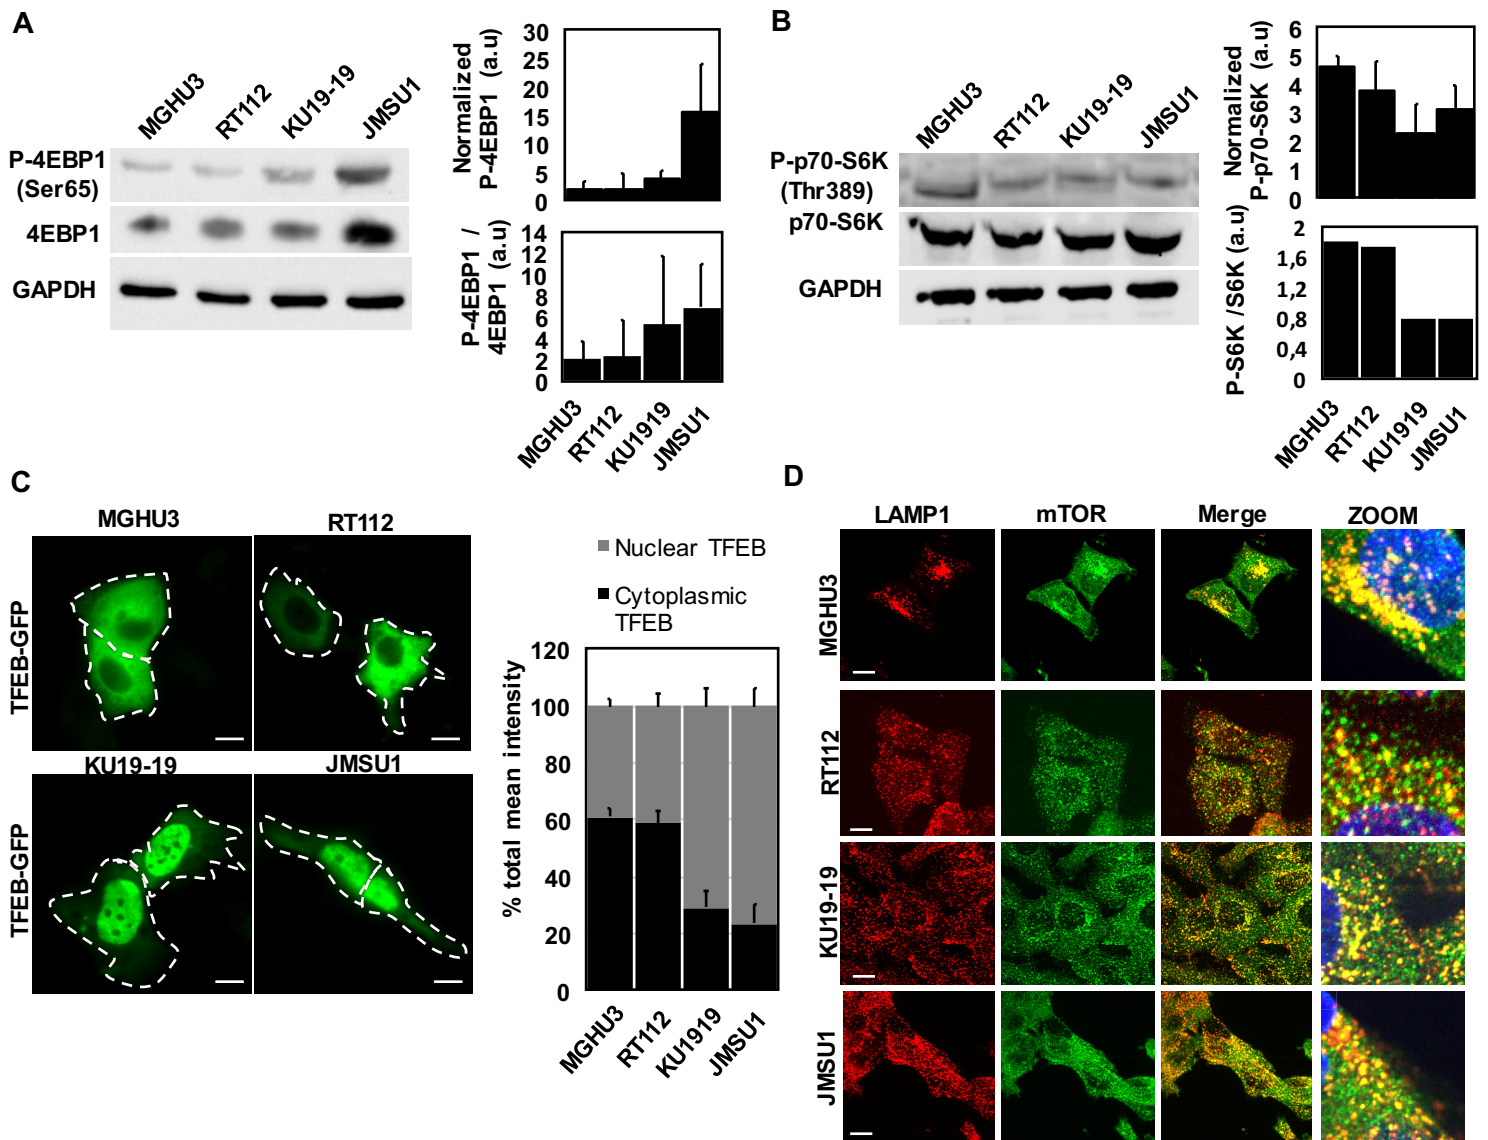 A
MGHU3
RT112
KU19-19
JMSU1
P-4EBP1
(Ser65)
4EBP1
GAPDH
Normalized
P-4EBP1 (a.u)
30
25
20
15
10
5
0
P-4EBP1 /
4EBP1 (a.u)
14
12
10
8
6
4
2
0
MGHU3
RT112
KU1919
JMSU1
B
MGHU3
RT112
KU19-19
JMSU1
P-p70-S6K
(Thr389)
p70-S6K
GAPDH
Normalized
P-p70-S6K (a.u)
6
5
4
3
2
1
0
P-S6K /S6K (a.u)
2
1,6
1,2
0,8
0,4
0
MGHU3
RT112
KU1919
JMSU1
C
MGHU3
RT112
TFEB-GFP
KU19-19
JMSU1
TFEB-GFP
Nuclear TFEB
Cytoplasmic
TFEB
% total mean intensity
120
100
80
60
40
20
0
MGHU3
RT112
KU1919
JMSU1
D
LAMP1
mTOR
Merge
ZOOM
MGHU3
RT112
KU19-19
JMSU1